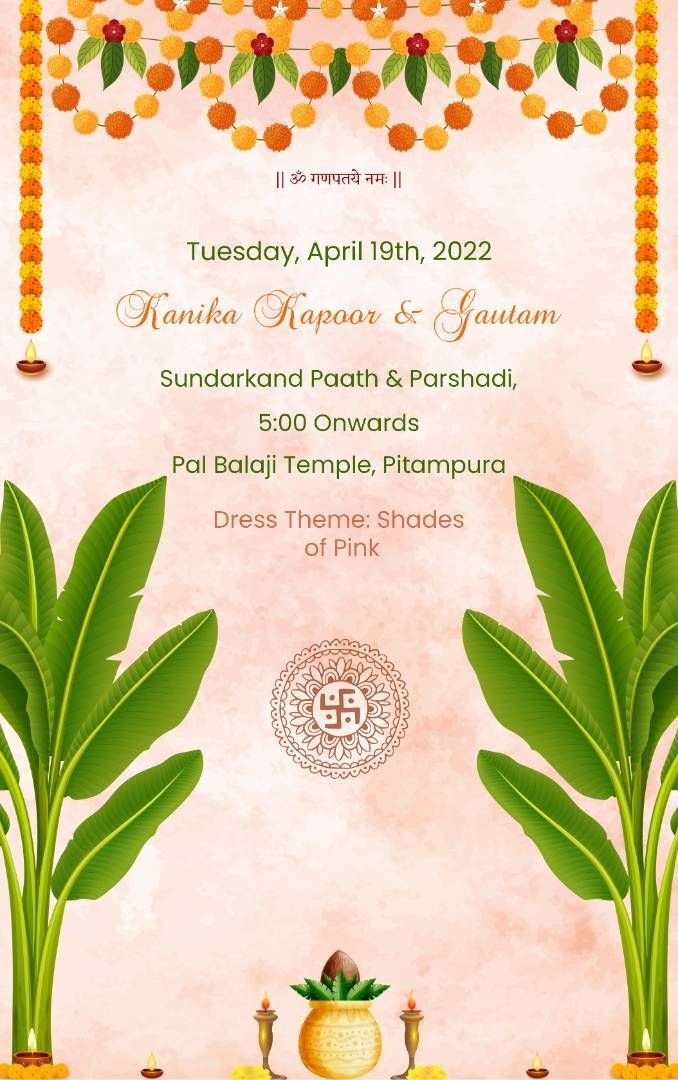 || ॐ गणपतये नमः ||
Tuesday, April 19th, 2022
Kanika Kapoor & Gautam
Sundarkand Paath & Parshadi,
5:00 Onwards
Pal Balaji Temple, Pitampura
Dress Theme: Shades
of Pink